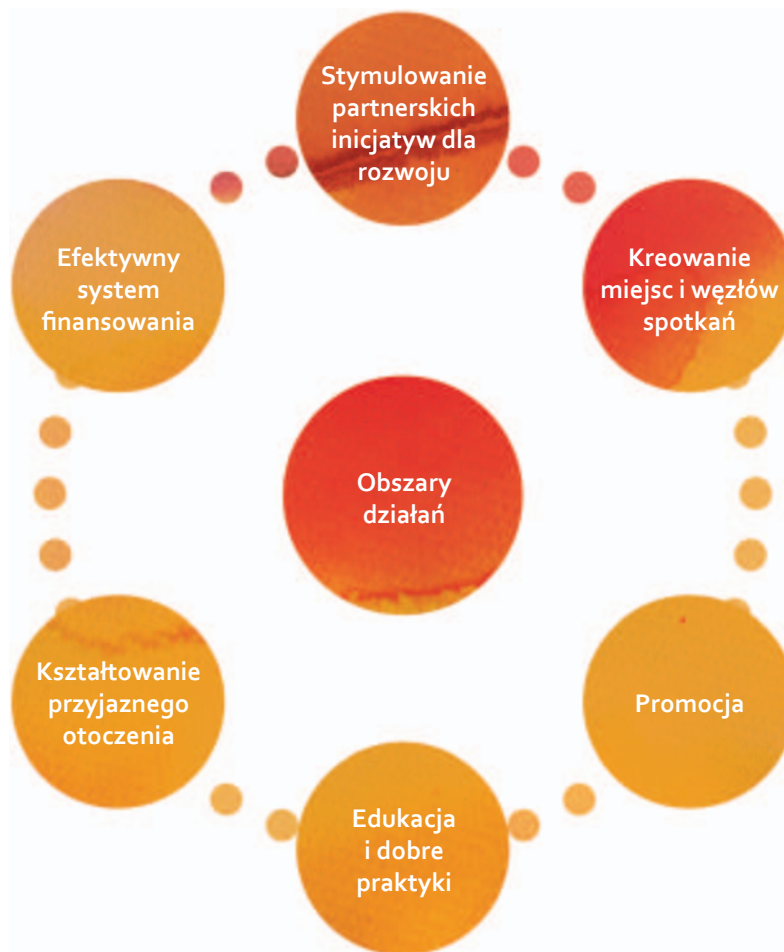 Stymulowanie
partnerskich
inicjatyw dla
rozwoju
Efektywny
system
finansowania
Kreowanie
miejsc i węzłów
spotkań
Obszary
działań
Kształtowanie
przyjaznego
otoczenia
Promocja
Edukacja
i dobre
praktyki